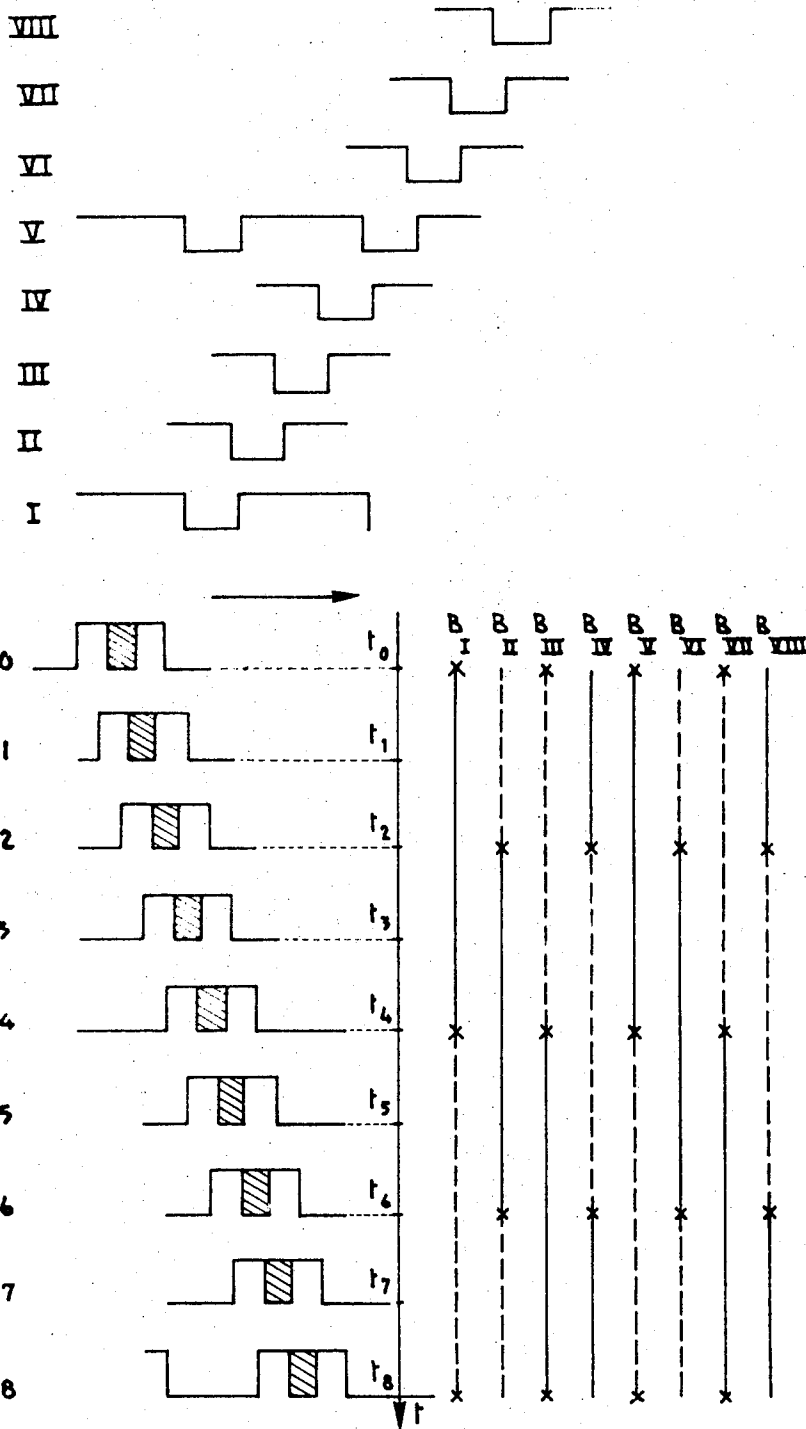 VIII
VII
VI
V
IV
III
II
I
B I B II B III B IV B V B VI B VII B VIII
0 t0
1 t1
2 t2
3 t3
4 t4
5 t5
6 t6
7 t7
8 t8
t